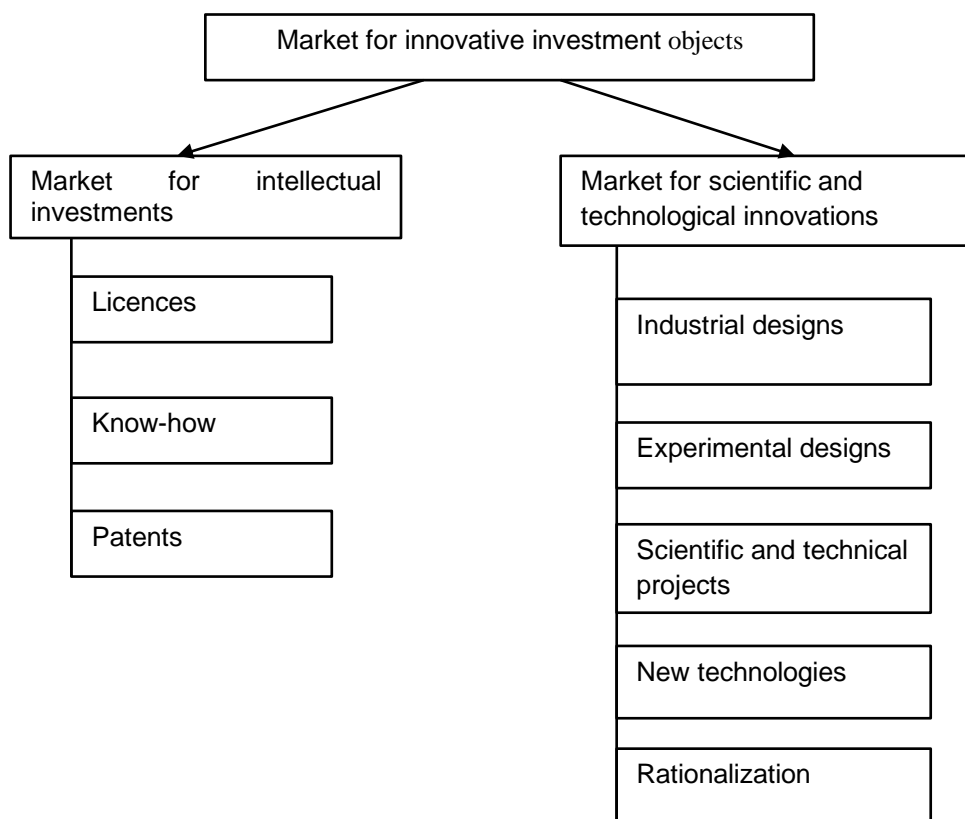 Market for innovative investment objects
Market for intellectual
investments
Licences
Know-how
Patents
Market for scientific and
technological innovations
Industrial designs
Experimental designs
Scientific and technical
projects
New technologies
Rationalization